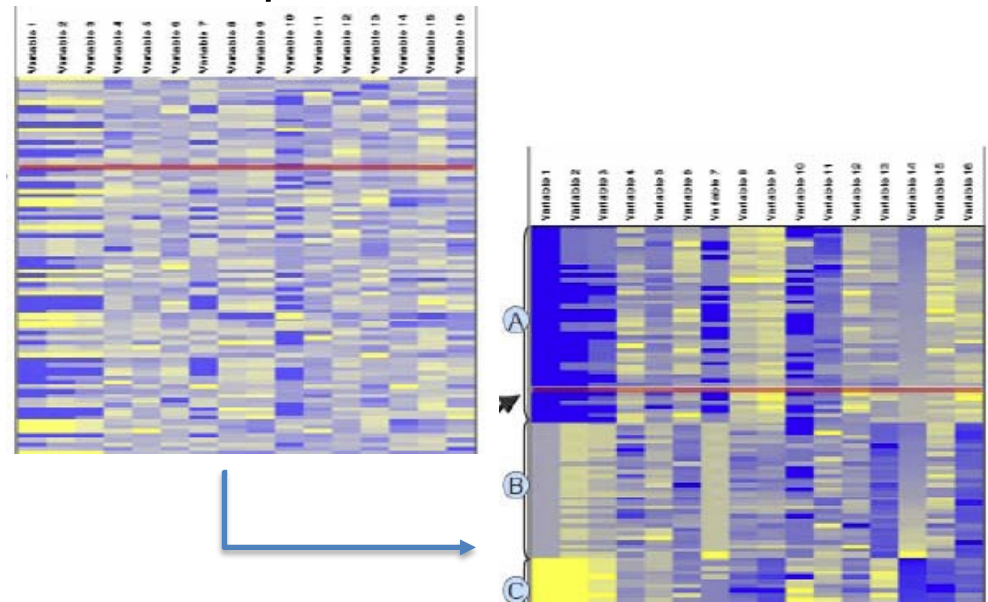 Variable 1
Variable 2
Variable 3
Variable 4
Variable 5
Variable 6
Variable 7
Variable 8
Variable 9
Variable 10
Variable 11
Variable 12
Variable 13
Variable 14
Variable 15
Variable 16
Variable 1
Variable 2
Variable 3
Variable 4
Variable 5
Variable 6
Variable 7
Variable 8
Variable 9
Variable 10
Variable 11
Variable 12
Variable 13
Variable 14
Variable 15
Variable 16
A
B
C